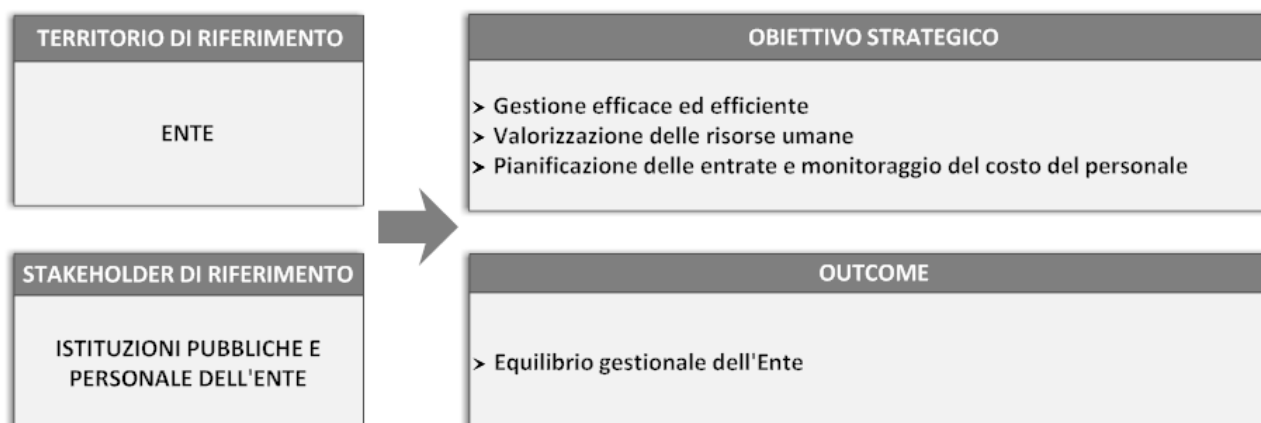 TERRITORIO DI RIFERIMENTO
ENTE
OBIETTIVO STRATEGICO
➤ Gestione efficace ed efficiente
➤ Valorizzazione delle risorse umane
➤ Pianificazione delle entrate e monitoraggio del costo del personale
STAKEHOLDER DI RIFERIMENTO
ISTITUZIONI PUBBLICHE E
PERSONALE DELL'ENTE
OUTCOME
➤ Equilibrio gestionale dell'Ente